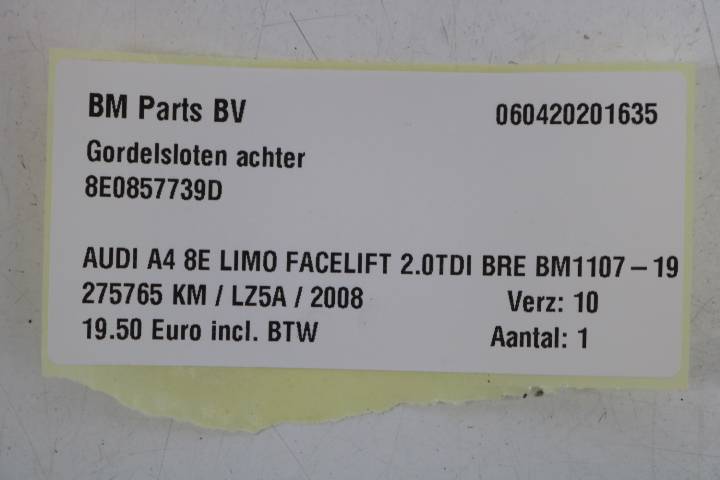 BM Parts BV 060420201635
Gordelsloten achter
8E0857739D
AUDI A4 8E LIMO FACELIFT 2.0TDI BRE BM1107-19
275765 KM / LZ5A / 2008 Verz: 10
19.50 Euro incl. BTW Aantal: 1